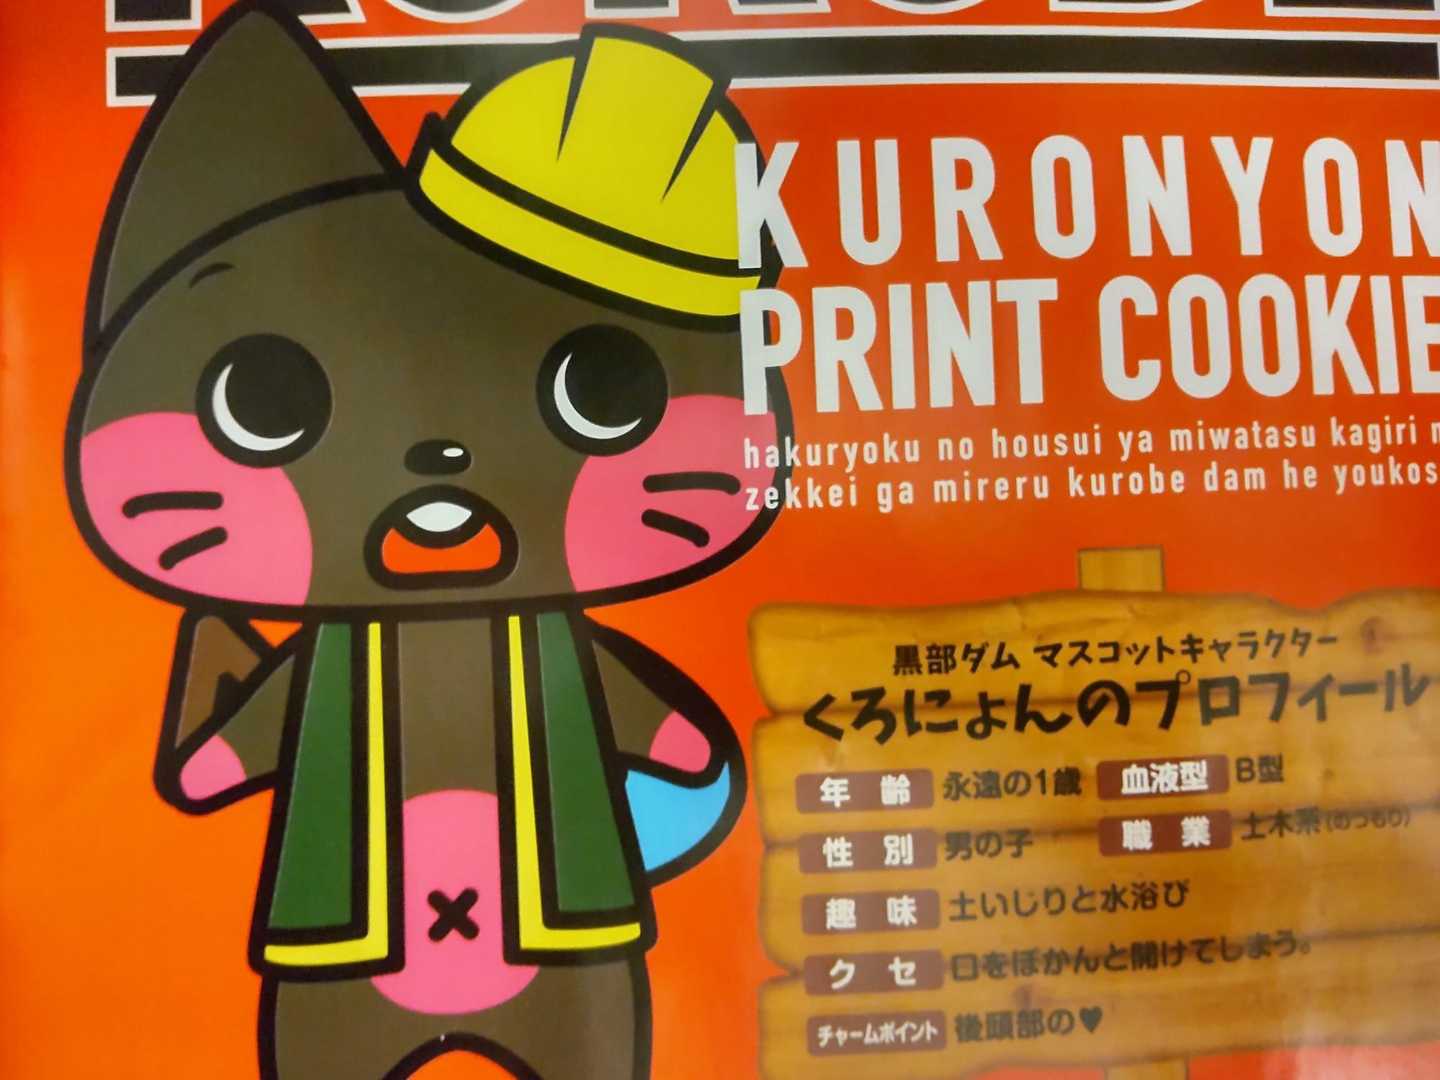 KURONYON
PRINT COOKIE
hakuryoku no housui ya miwatasu kagiri
zekkei ga mireru kurobe dam he youkos
黒部ダム マスコットキャラクター
くろにょんのプロフィール
年齢 永遠の1歳 血液型 B型
性別 男の子 職業 土木系(のつもり)
趣味 土いじりと水浴び
クセ 口をぽかんと開けてしまう。
チャームポイント 後頭部の♥